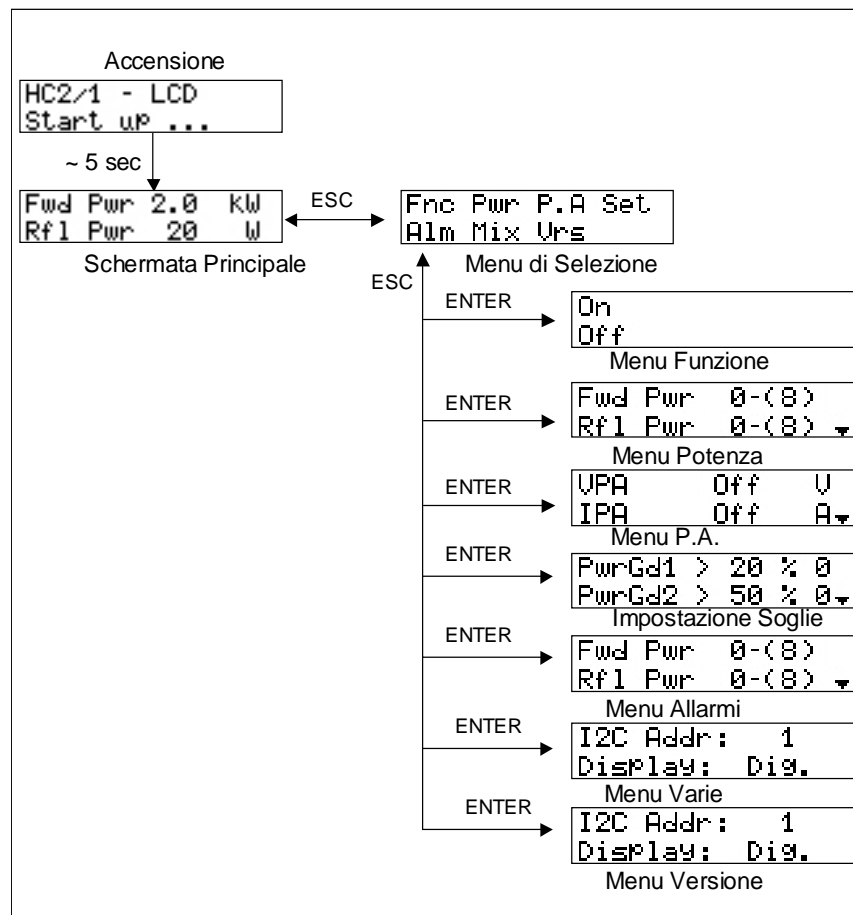 Accensione
HC2/1 - LCD
Start up ...
~ 5 sec
Fwd Pwr 2.0 KW
Rfl Pwr 20 W
Schermata Principale
ESC
Fnc Pwr P.A Set
Alm Mix Vrs
Menu di Selezione
ESC
ENTER
On
Off
Menu Funzione
ENTER
Fwd Pwr 0-(8)
Rfl Pwr 0-(8)
Menu Potenza
ENTER
VPA Off V
IPA Off A
Menu P.A.
ENTER
PwrGd1 > 20 % 0
PwrGd2 > 50 % 0
Impostazione Soglie
ENTER
Fwd Pwr 0-(8)
Rfl Pwr 0-(8)
Menu Allarmi
ENTER
I2C Addr: 1
Display: Dig.
Menu Varie
ENTER
I2C Addr: 1
Display: Dig.
Menu Versione